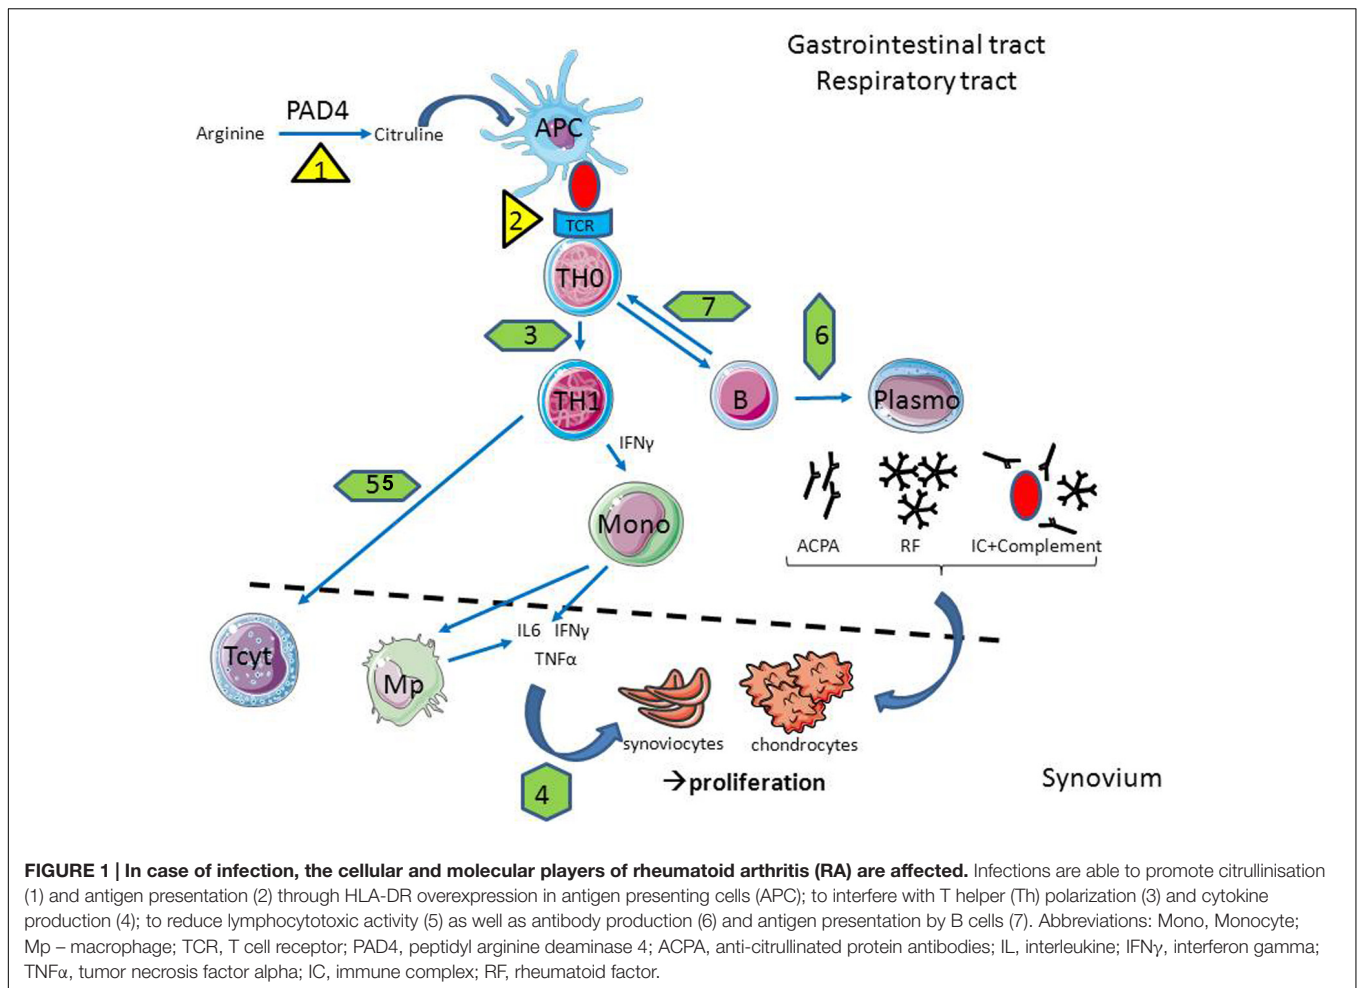 Gastrointestinal tract
Respiratory tract
PAD4
Arginine
Citruline
1
APC
2
TCR
TH0
7
3
6
TH1
B
Plasmo
IFNγ
55
Mono
ACPA
RF
IC+Complement
IL6 IFNγ
TNFα
Tcyt
Mp
synoviocytes
chondrocytes
→proliferation
4
Synovium
FIGURE 1 | In case of infection, the cellular and molecular players of rheumatoid arthritis (RA) are affected. Infections are able to promote citrullinisation
(1) and antigen presentation (2) through HLA-DR overexpression in antigen presenting cells (APC); to interfere with T helper (Th) polarization (3) and cytokine
production (4); to reduce lymphocytotoxic activity (5) as well as antibody production (6) and antigen presentation by B cells (7). Abbreviations: Mono, Monocyte;
Mp – macrophage; TCR, T cell receptor; PAD4, peptidyl arginine deaminase 4; ACPA, anti-citrullinated protein antibodies; IL, interleukine; IFNγ, interferon gamma;
TNFα, tumor necrosis factor alpha; IC, immune complex; RF, rheumatoid factor.